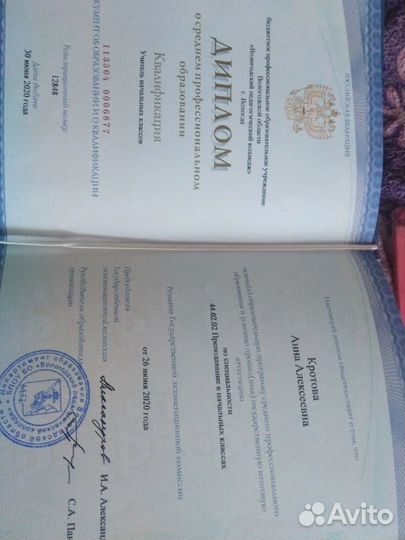 РОССИЙСКАЯ ФЕДЕРАЦИЯ
бюджетное профессиональное образовательное учреждение
Вологодской области
«Вологодский педагогический колледж»
г. Вологда
ДИПЛОМ
о среднем профессиональном
образовании
Квалификация
Учитель начальных классов
113504 0006877
ДОКУМЕНТ ОБ ОБРАЗОВАНИИ И О КВАЛИФИКАЦИИ
Регистрационный номер
12848
Дата выдачи
30 июня 2020 года
Настоящий диплом свидетельствует о том, что
Кротова
Анна Алексеевна
освоил(а) образовательную программу среднего профессионального
образования и успешно прошел(шла) государственную итоговую
аттестацию
по специальности
44.02.02 Преподавание в начальных классах
Решение Государственной экзаменационной комиссии
от 26 июня 2020 года
Председатель
Государственной
экзаменационной комиссии
И.А. Александ
Руководитель образовательной
организации
С.А. Пан
Avito